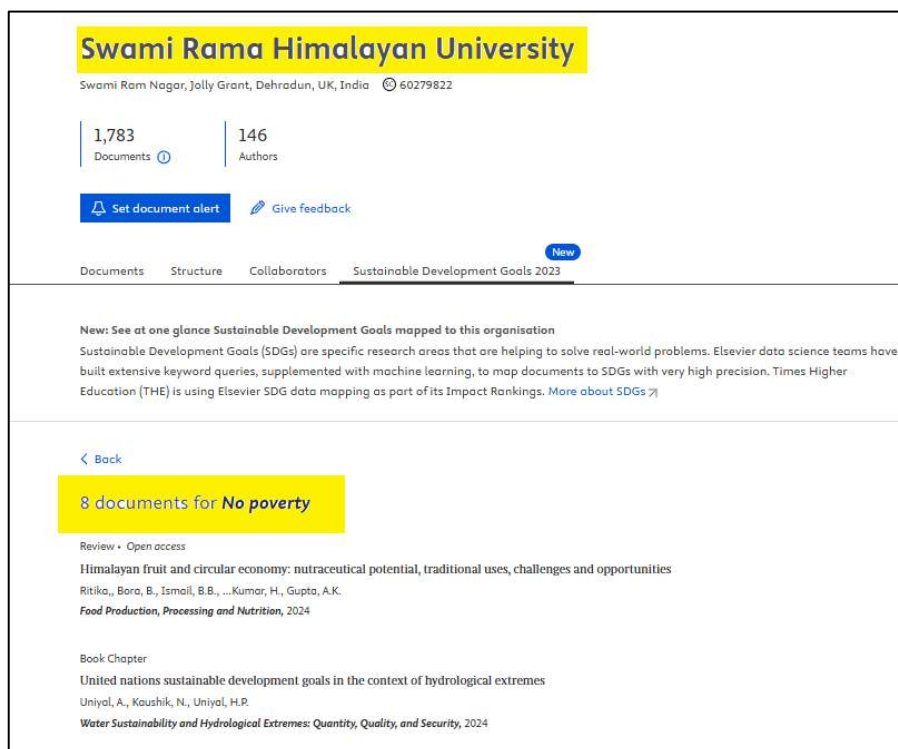 Swami Rama Himalayan University
Swami Ram Nagar, Jolly Grant, Dehradun, UK, India SC 60279822
1,783 146
Documents Authors
Set document alert Give feedback
New
Documents Structure Collaborators Sustainable Development Goals 2023
New: See at one glance Sustainable Development Goals mapped to this organisation
Sustainable Development Goals (SDGs) are specific research areas that are helping to solve real-world problems. Elsevier data science teams have
built extensive keyword queries, supplemented with machine learning, to map documents to SDGs with very high precision. Times Higher
Education (THE) is using Elsevier SDG data mapping as part of its Impact Rankings. More about SDGs
Back
8 documents for No poverty
Review • Open access
Himalayan fruit and circular economy: nutraceutical potential, traditional uses, challenges and opportunities
Ritika,, Bora, B., Ismail, B.B., ...Kumar, H., Gupta, A.K.
Food Production, Processing and Nutrition, 2024
Book Chapter
United nations sustainable development goals in the context of hydrological extremes
Uniyal, A., Kaushik, N., Uniyal, H.P.
Water Sustainability and Hydrological Extremes: Quantity, Quality, and Security, 2024